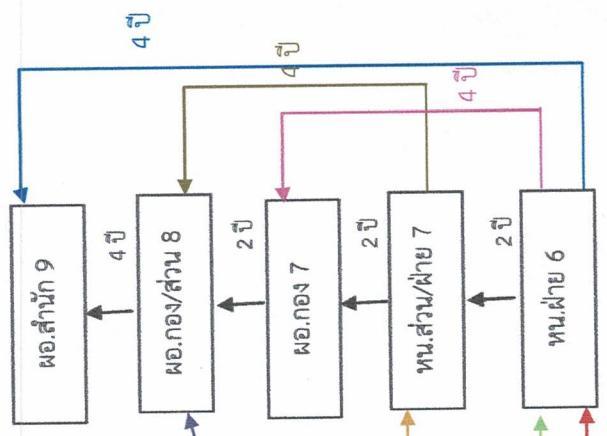 4 ปี
4 ปี
4 ปี
ผอ.สำนัก 9
4 ปี
ผอ.กอง/ส่วน 8
2 ปี
ผอ.กอง 7
2 ปี
หน.ส่วน/ฝ่าย 7
2 ปี
หน.ฝ่าย 6